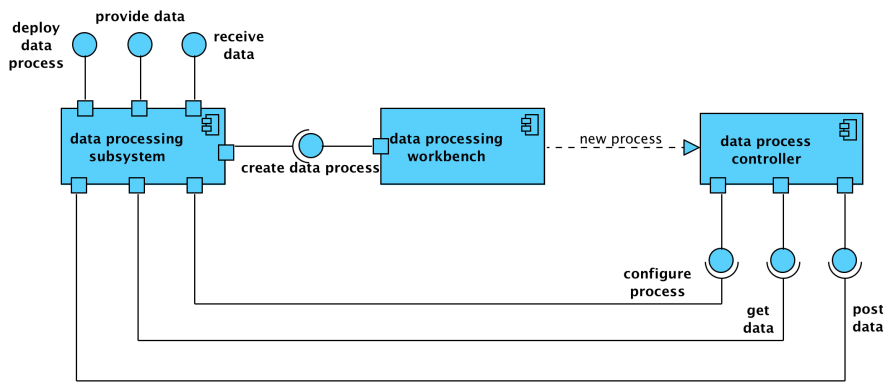 deploy
data
process
provide data
receive
data
data processing
subsystem
create data process
data processing
workbench
new process
data process
controller
configure
process
get
data
post
data